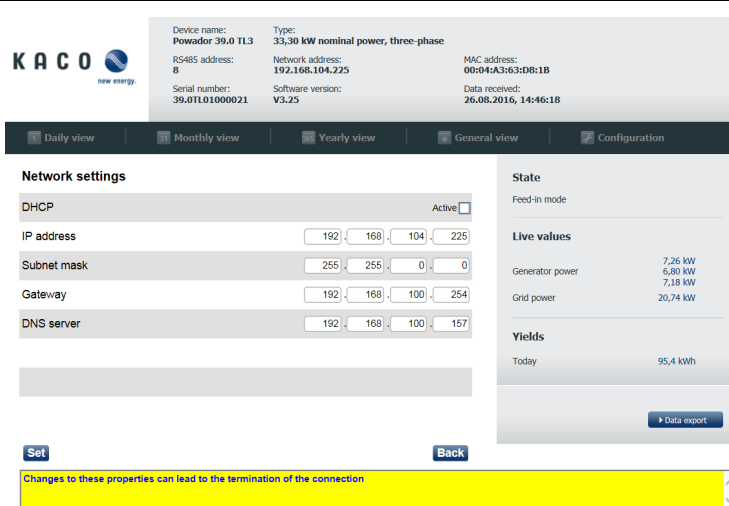 KACO
new energy.
Device name:
Powador 39.0 TL3
Type:
33,30 kW nominal power, three-phase
RS485 address:
8
Network address:
192.168.104.225
MAC address:
00:04:A3:63:D8:1B
Serial number:
39.0TL01000021
Software version:
V3.25
Data received:
26.08.2016, 14:46:18
1 Daily view
31 Monthly view
365 Yearly view
General view
Configuration
Network settings
DHCP Active
IP address 192 . 168 . 104 . 225
Subnet mask 255 . 255 . 0 . 0
Gateway 192 . 168 . 100 . 254
DNS server 192 . 168 . 100 . 157
Set
Back
State
Feed-in mode
Live values
Generator power
7,26 kW
6,80 kW
7,18 kW
Grid power 20,74 kW
Yields
Today 95,4 kWh
Data export
Changes to these properties can lead to the termination of the connection